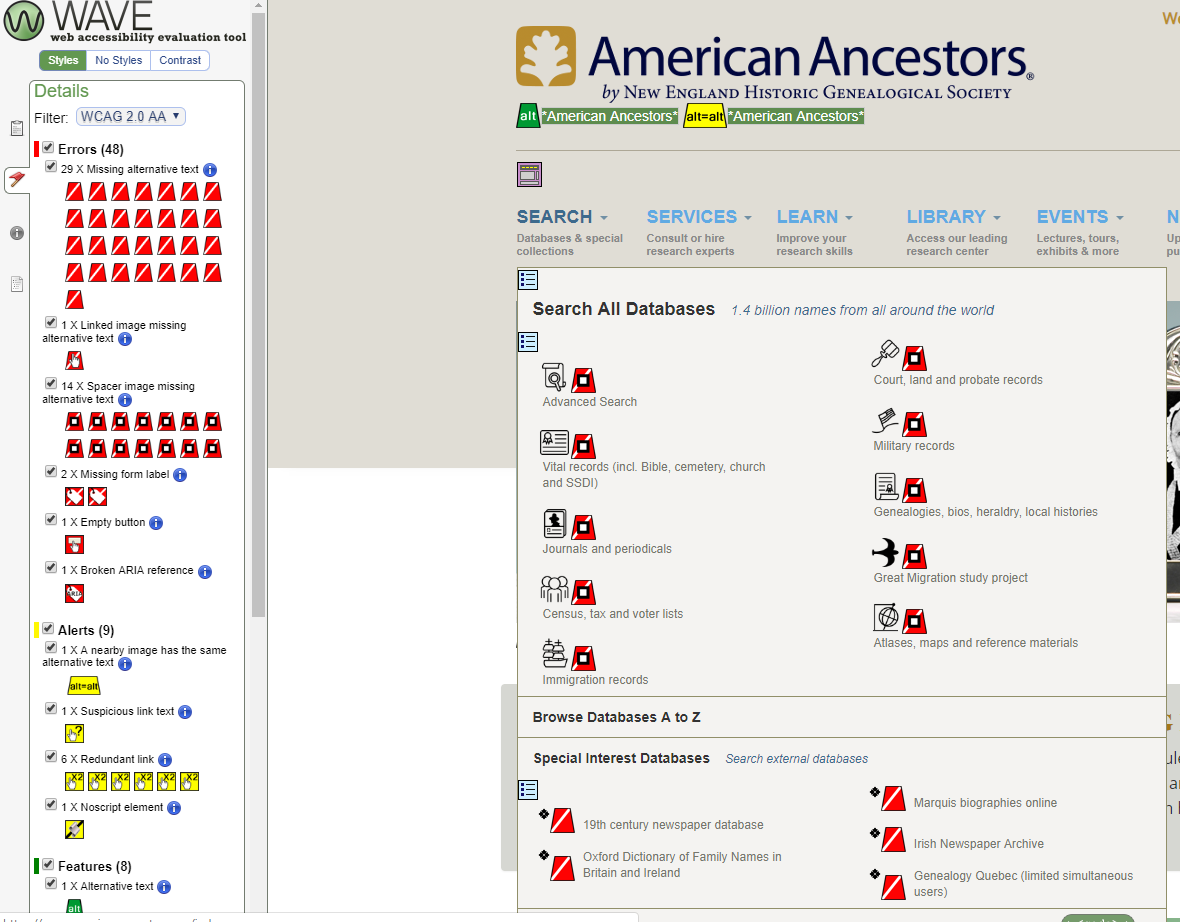 WAVE
web accessibility evaluation tool
Styles No Styles Contrast
Details
Filter: WCAG 2.0 AA ▼
Errors (48)
29 X Missing alternative text i
1 X Linked image missing
alternative text i
14 X Spacer image missing
alternative text i
2 X Missing form label i
1 X Empty button i
1 X Broken ARIA reference i
ARIA
Alerts (9)
1 X A nearby image has the same
alternative text i
alt=alt
1 X Suspicious link text i
?
6 X Redundant link i
X2 X2 X2 X2 X2 X2
1 X Noscript element i
Features (8)
1 X Alternative text i
alt
American Ancestors®
by NEW ENGLAND HISTORIC GENEALOGICAL SOCIETY
alt *American Ancestors* alt=alt *American Ancestors*
SEARCH SERVICES LEARN LIBRARY EVENTS N
Databases & special
collections
Consult or hire
research experts
Improve your
research skills
Access our leading
research center
Lectures, tours,
exhibits & more
Search All Databases 1.4 billion names from all around the world
Advanced Search
Vital records (incl. Bible, cemetery, church
and SSDI)
Journals and periodicals
Census, tax and voter lists
Immigration records
Court, land and probate records
Military records
Genealogies, bios, heraldry, local histories
Great Migration study project
Atlases, maps and reference materials
Browse Databases A to Z
Special Interest Databases Search external databases
19th century newspaper database
Oxford Dictionary of Family Names in
Britain and Ireland
Marquis biographies online
Irish Newspaper Archive
Genealogy Quebec (limited simultaneous
users)